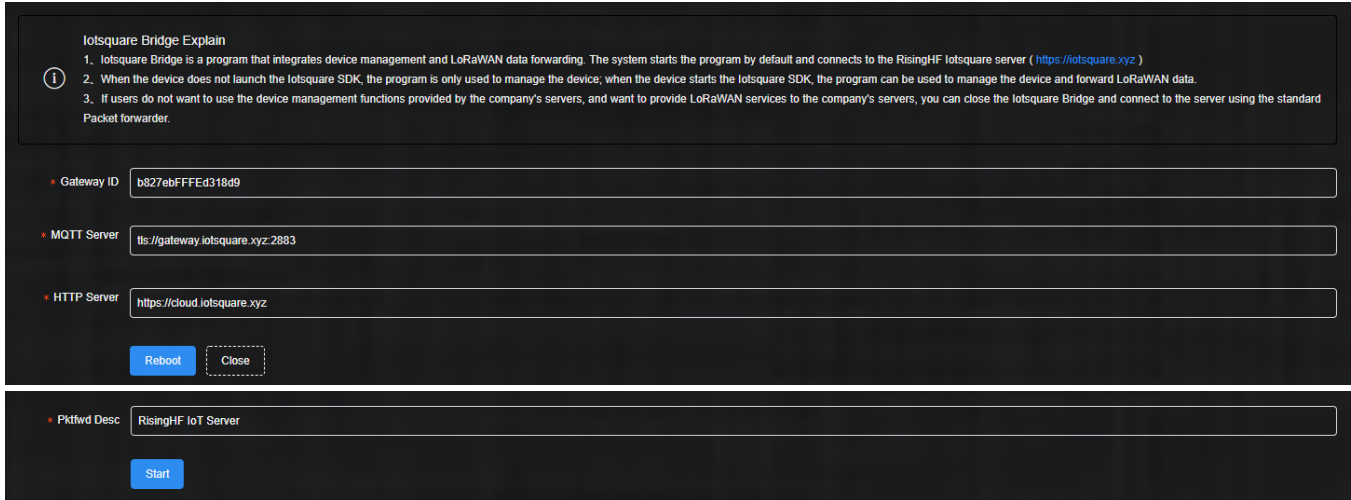 Iotsquare Bridge Explain
1、Iotsquare Bridge is a program that integrates device management and LoRaWAN data forwarding. The system starts the program by default and connects to the RisingHF Iotsquare server ( https://iotsquare.xyz )
2、When the device does not launch the Iotsquare SDK, the program is only used to manage the device; when the device starts the Iotsquare SDK, the program can be used to manage the device and forward LoRaWAN data.
3、If users do not want to use the device management functions provided by the company's servers, and want to provide LoRaWAN services to the company's servers, you can close the Iotsquare Bridge and connect to the server using the standard
Packet forwarder.
* Gateway ID b827ebFFFEd318d9
* MQTT Server tls://gateway.iotsquare.xyz:2883
* HTTP Server https://cloud.iotsquare.xyz
Reboot Close
* Pktfwd Desc RisingHF IoT Server
Start